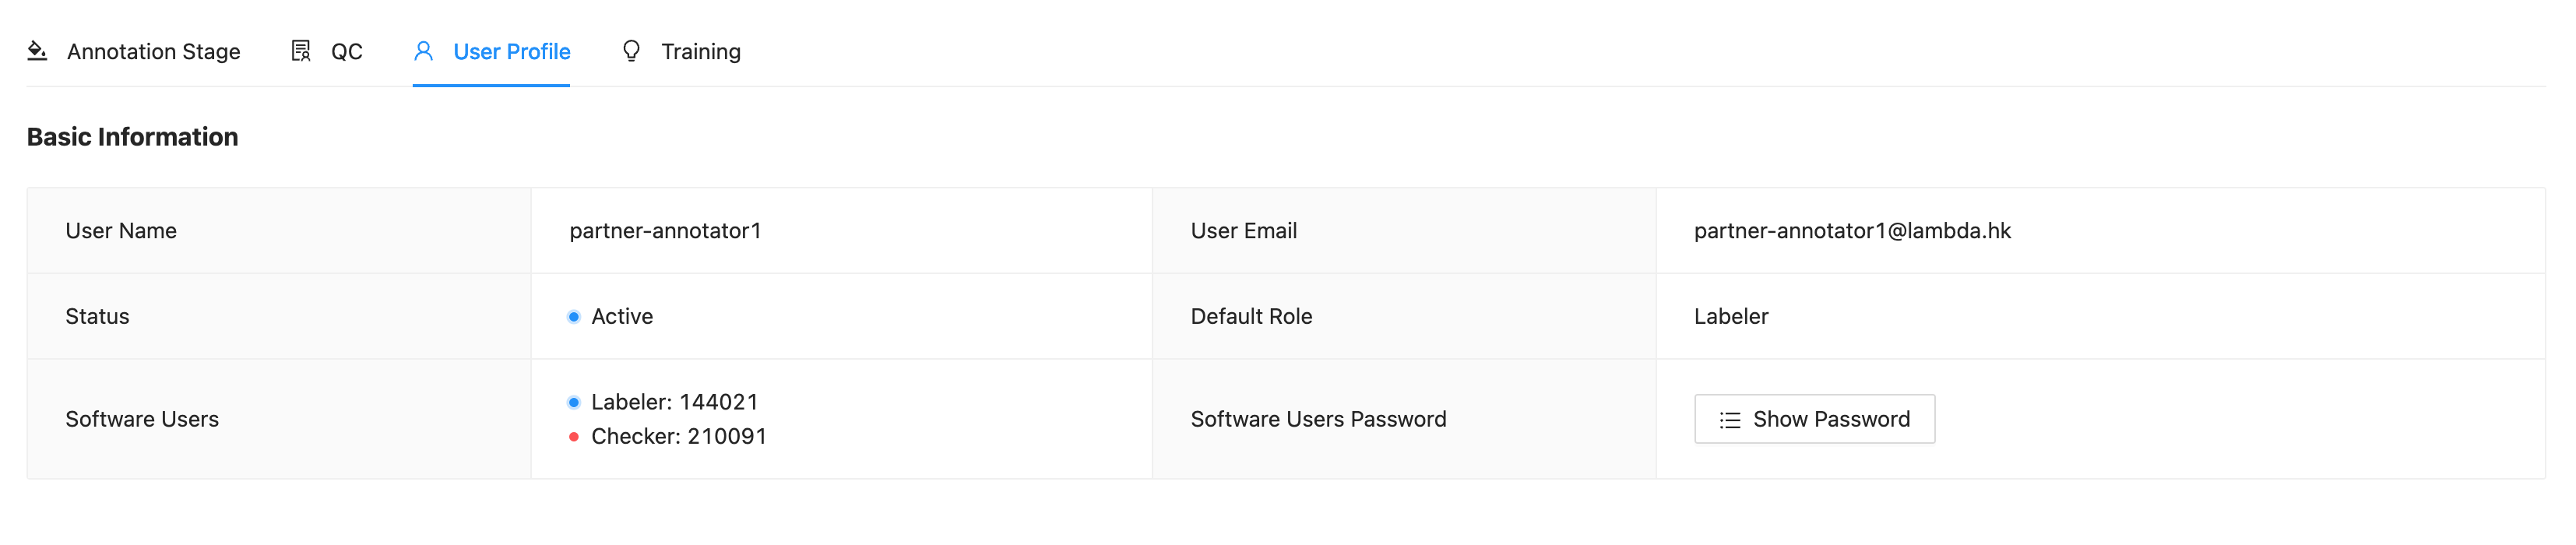 Annotation Stage QC User Profile Training
Basic Information
User Name partner-annotator1 User Email partner-annotator1@lambda.hk
Status Active Default Role Labeler
Software Users Labeler: 144021 Checker: 210091 Software Users Password Show Password